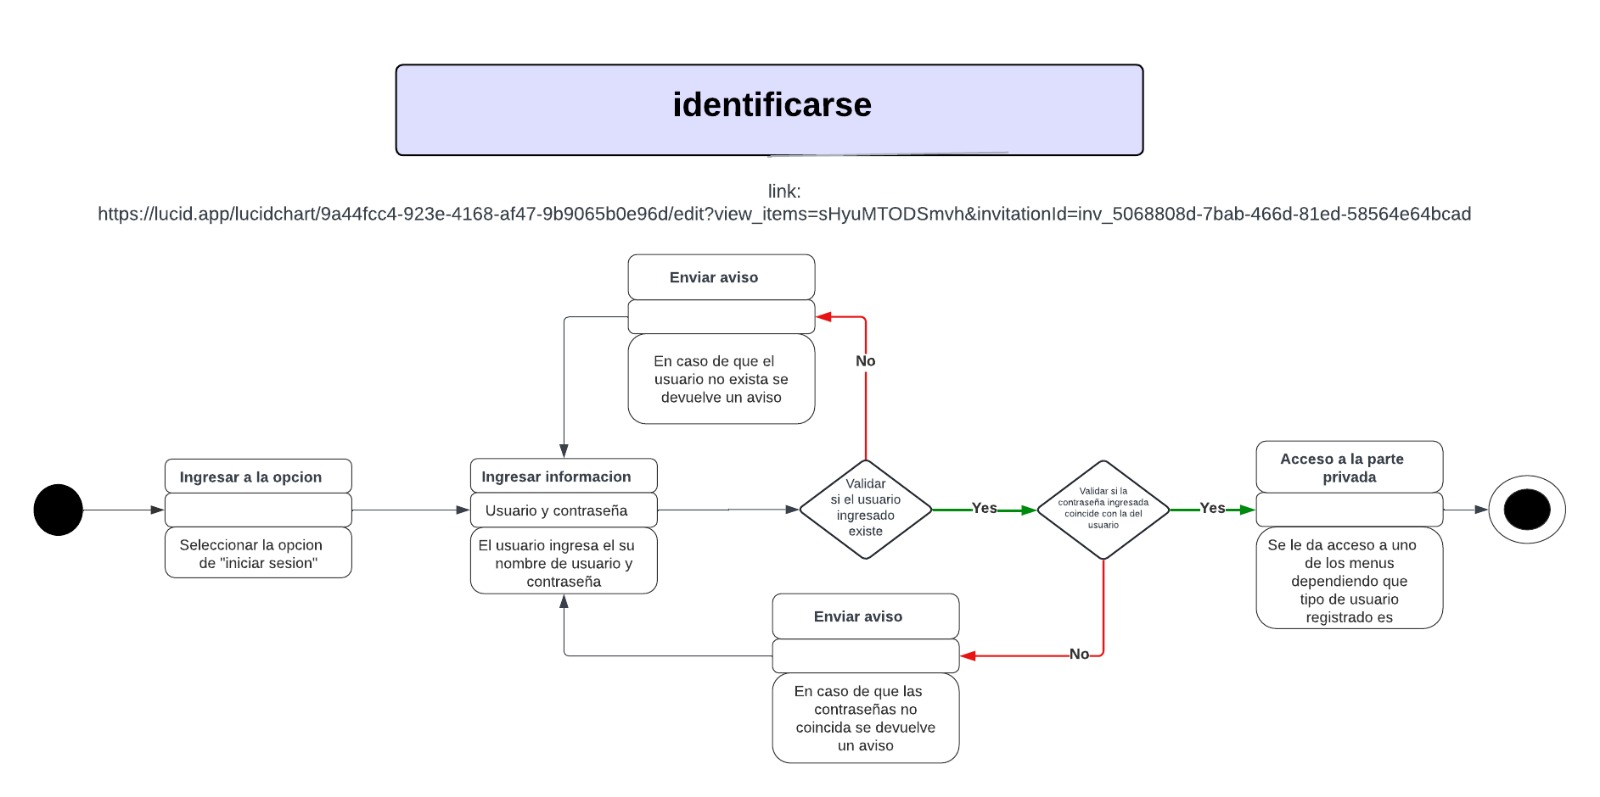 identificarse
link:
https://lucid.app/lucidchart/9a44fcc4-923e-4168-af47-9b9065b0e96d/edit?view_items=sHyuMTODSmvh&invitationId=inv_5068808d-7bab-466d-81ed-58564e64bcad
Enviar aviso
En caso de que el
usuario no exista se
devuelve un aviso
No
Ingresar a la opcion
Seleccionar la opcion
de "iniciar sesion"
Ingresar informacion
Usuario y contraseña
El usuario ingresa el su
nombre de usuario y
contraseña
Validar
si el usuario
ingresado
existe
Yes
Validar si la
contraseña ingresada
coincide con la del
usuario
Yes
Acceso a la parte
privada
Se le da acceso a uno
de los menus
dependiendo que
tipo de usuario
registrado es
Enviar aviso
No
En caso de que las
contraseñas no
coincida se devuelve
un aviso